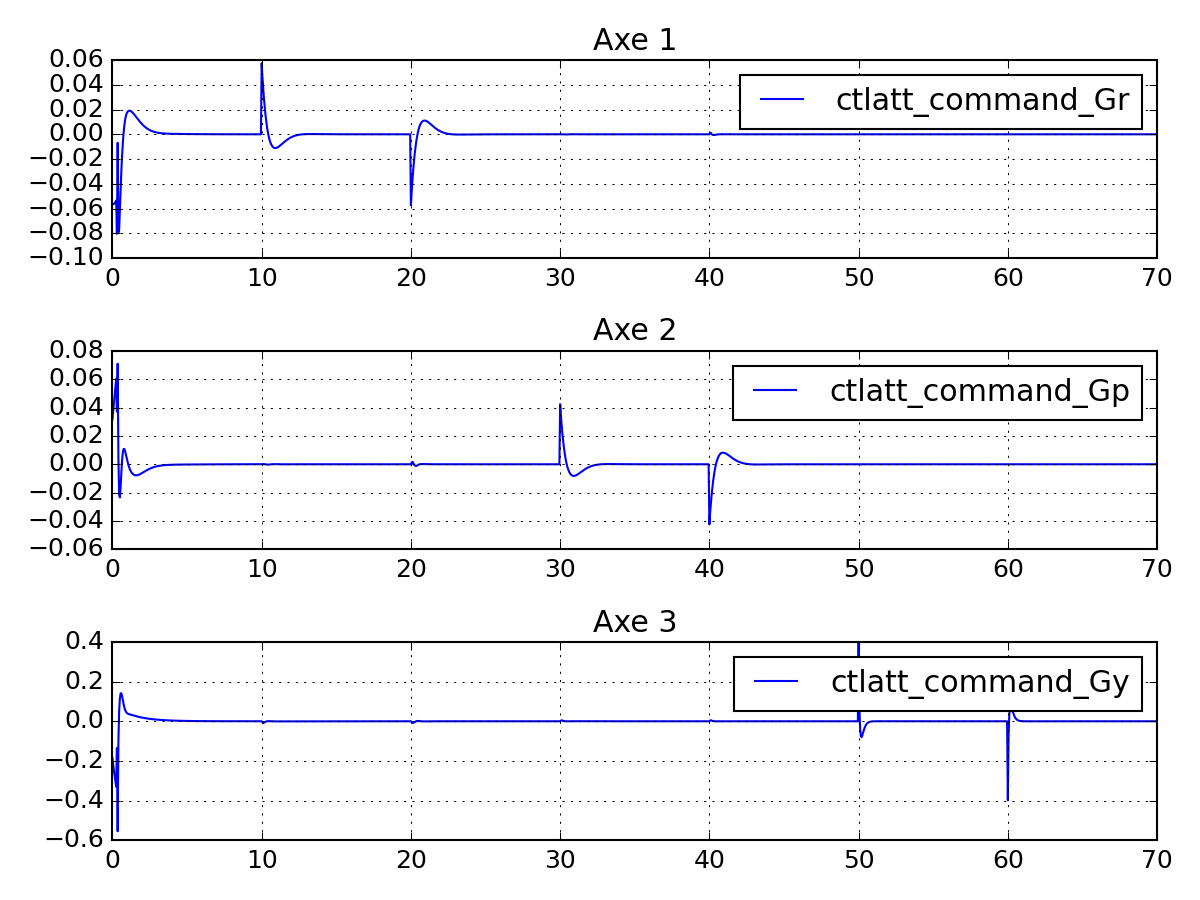 Axe 1
0.06
0.04
0.02
0.00
−0.02
−0.04
−0.06
−0.08
−0.10
ctlatt_command_Gr
0 10 20 30 40 50 60 70
Axe 2
0.08
0.06
0.04
0.02
0.00
−0.02
−0.04
−0.06
ctlatt_command_Gp
0 10 20 30 40 50 60 70
Axe 3
0.4
0.2
0.0
−0.2
−0.4
−0.6
ctlatt_command_Gy
0 10 20 30 40 50 60 70